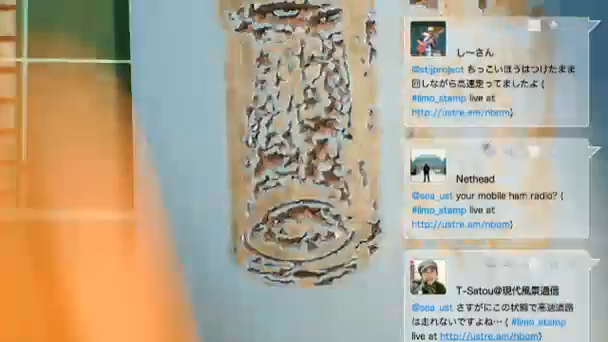 し〜さん
@stijproject ちっこいほうはつけたまま
回しながら高速走ってましたよ (
#limo_stamp live at
http://ustre.am/nbom)
Nethead
@soa_ust your mobile ham radio? (
#limo_stamp live at
http://ustre.am/nbom)
T-Satou@現代風景通信
@soa_ust さすがにこの状態で高速道路
は走れないですよね… ( #limo_stamp
live at http://ustre.am/nbom)